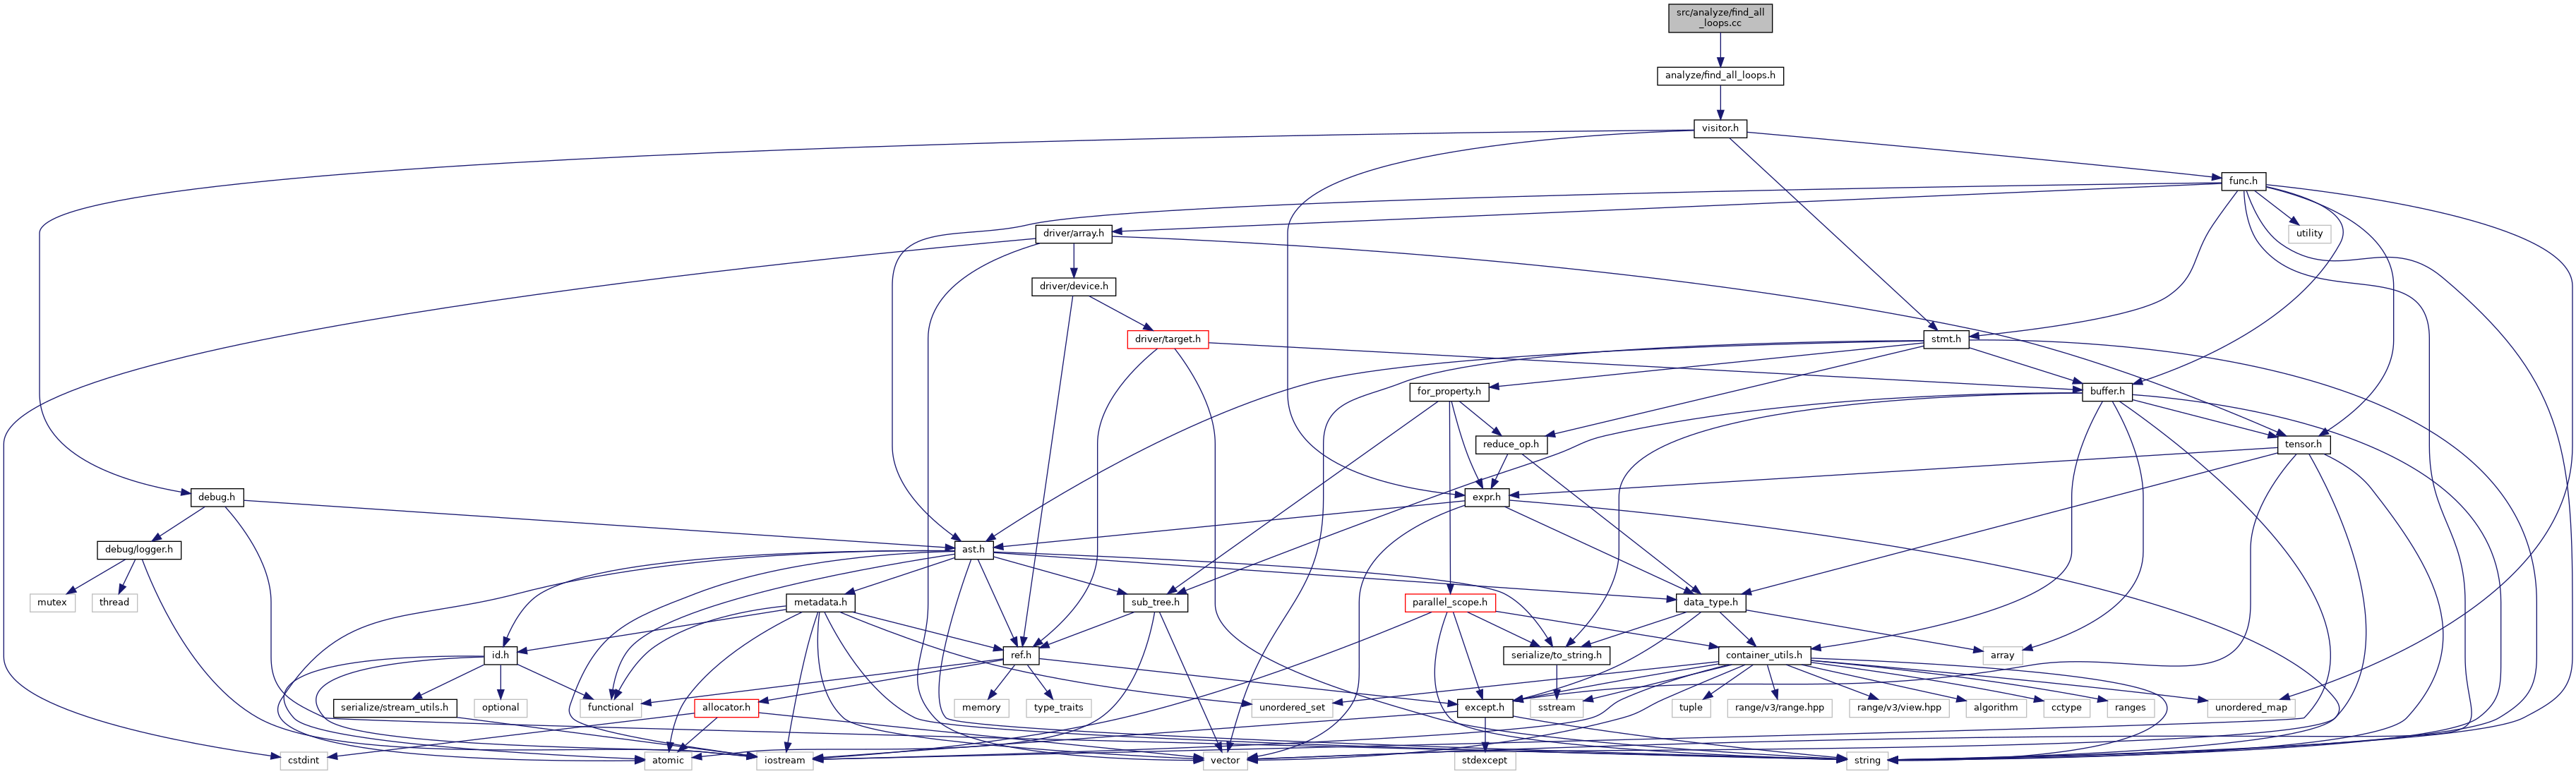 src/analyze/find_all
_loops.cc
analyze/find_all_loops.h
visitor.h
func.h
driver/array.h
utility
driver/device.h
driver/target.h
stmt.h
for_property.h
buffer.h
reduce_op.h
tensor.h
debug.h
expr.h
debug/logger.h
ast.h
mutex
thread
metadata.h
sub_tree.h
parallel_scope.h
data_type.h
id.h
ref.h
serialize/to_string.h
container_utils.h
array
serialize/stream_utils.h
optional
functional
allocator.h
memory
type_traits
unordered_set
except.h
sstream
tuple
range/v3/range.hpp
range/v3/view.hpp
algorithm
cctype
ranges
unordered_map
cstdint
atomic
iostream
vector
stdexcept
string